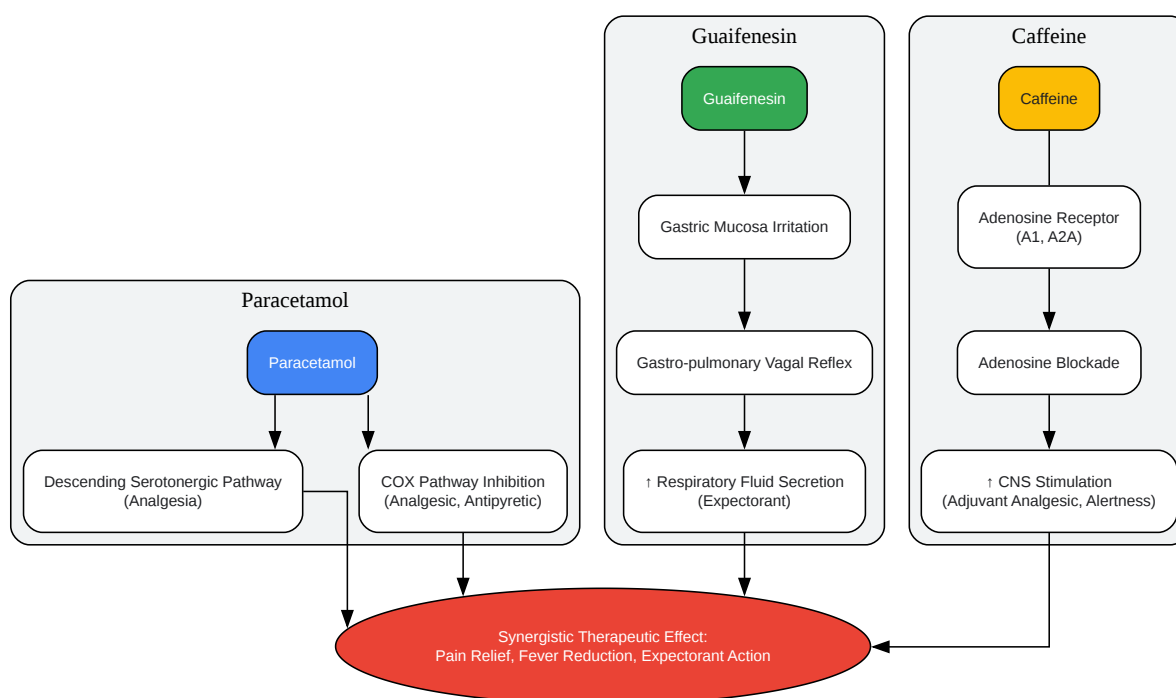 Guaifenesin
Guaifenesin
Gastric Mucosa Irritation
Gastro-pulmonary Vagal Reflex
↑ Respiratory Fluid Secretion
(Expectorant)
Caffeine
Caffeine
Adenosine Receptor
(A1, A2A)
Adenosine Blockade
↑ CNS Stimulation
(Adjuvant Analgesic, Alertness)
Paracetamol
Paracetamol
Descending Serotonergic Pathway
(Analgesia)
COX Pathway Inhibition
(Analgesic, Antipyretic)
Synergistic Therapeutic Effect:
Pain Relief, Fever Reduction, Expectorant Action